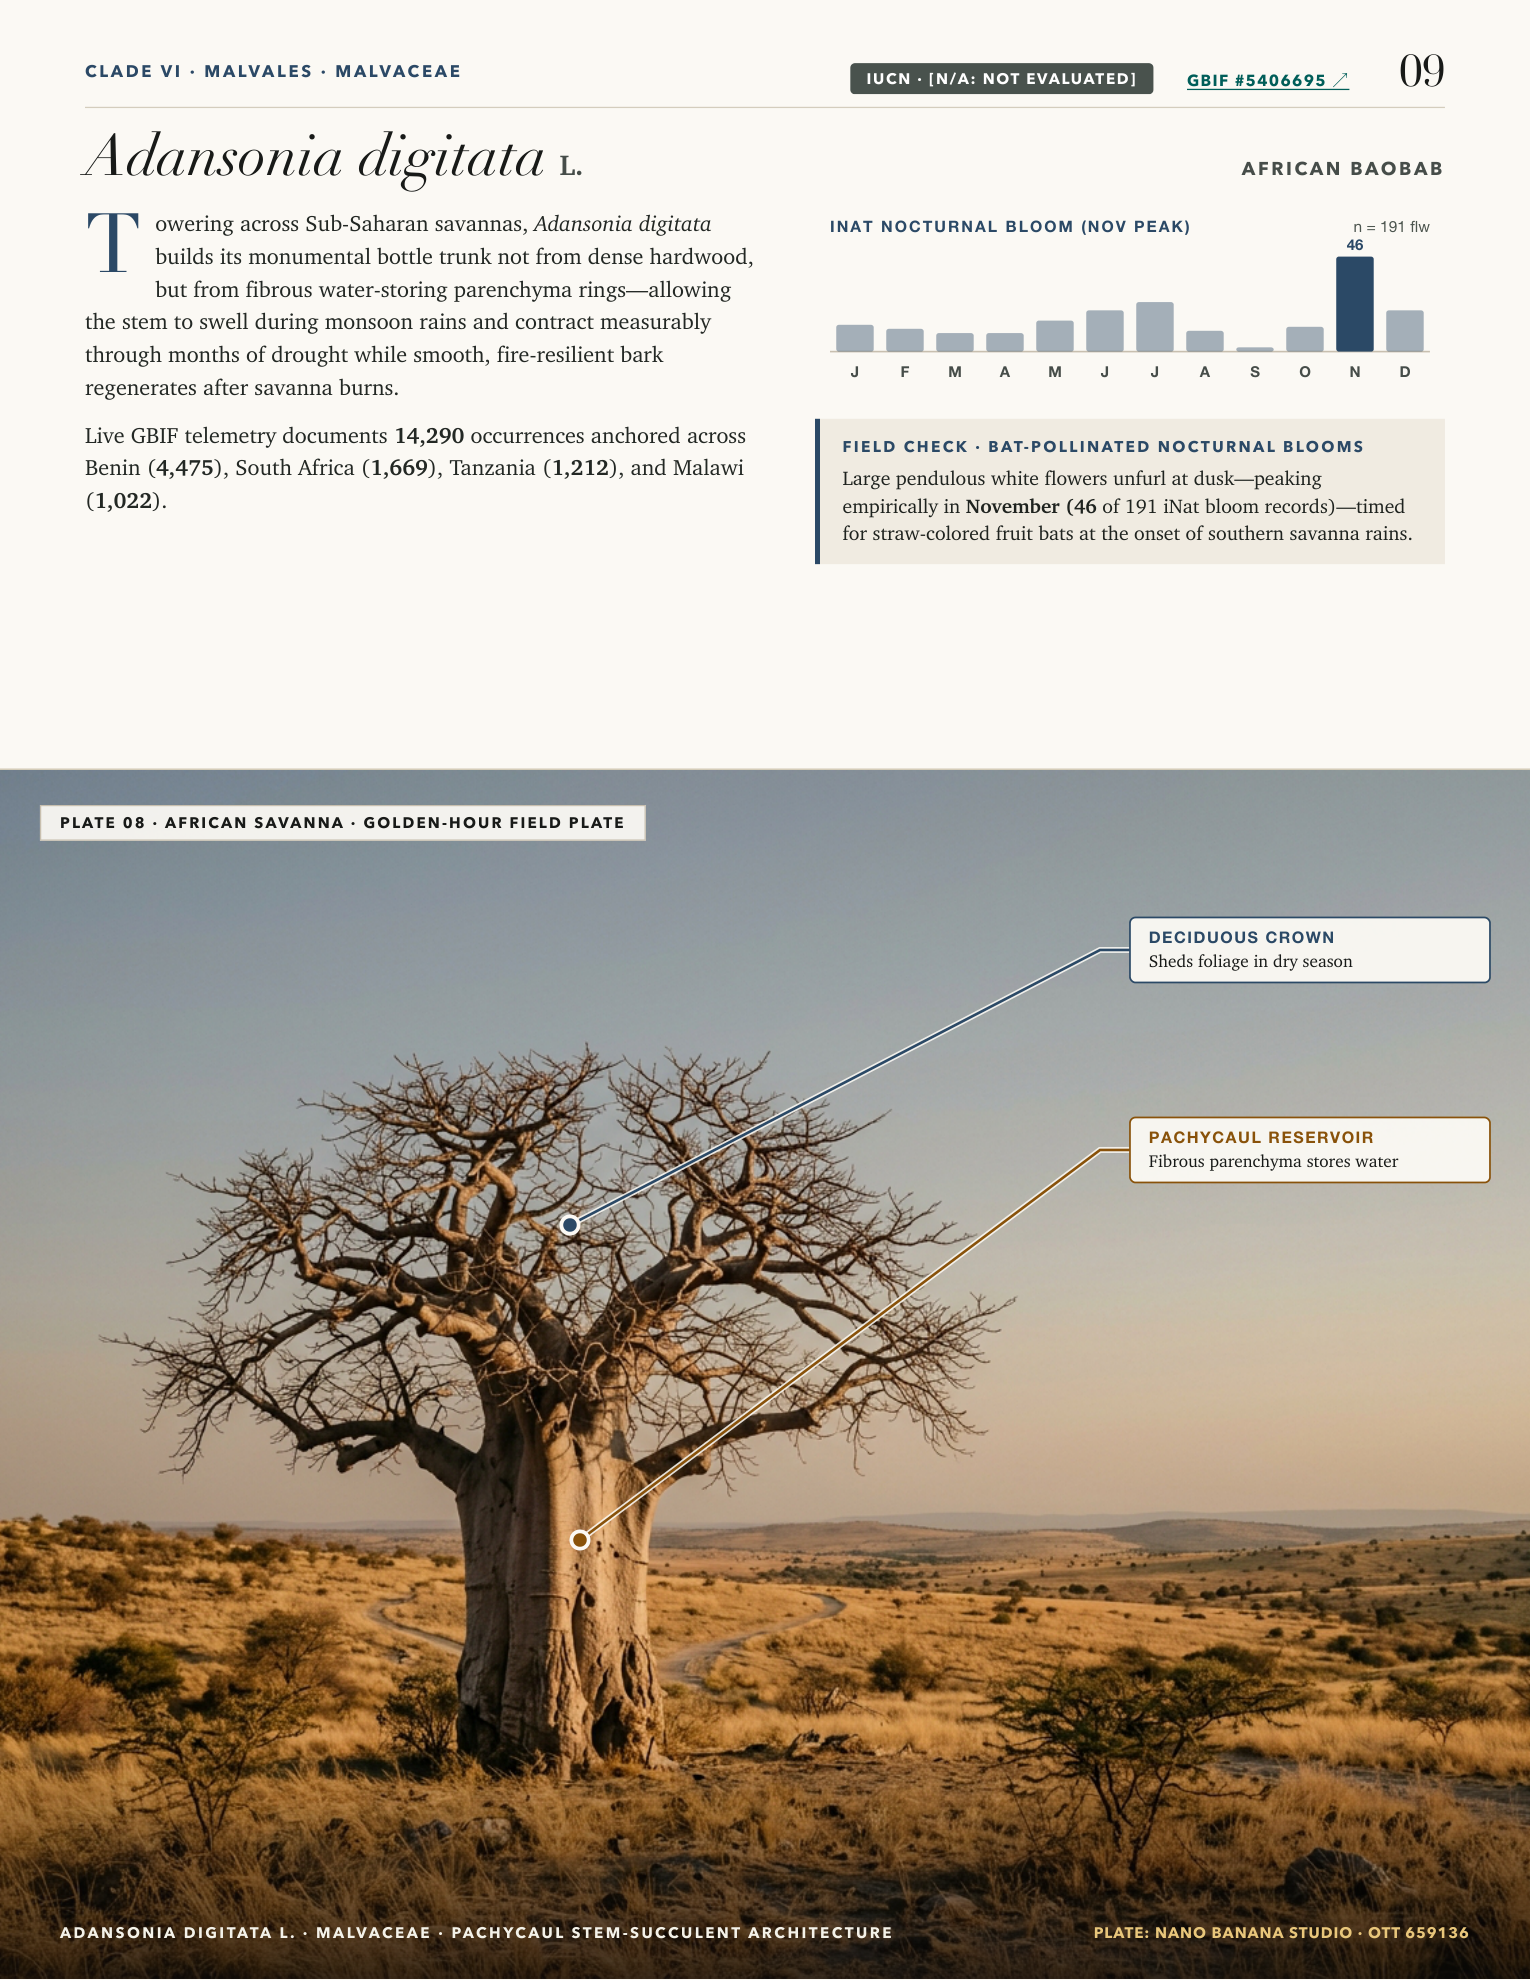 CLADE VI · MALVALES · MALVACEAE
IUCN · [N/A: NOT EVALUATED]
GBIF #5406695 ↗
09
Adansonia digitata L.
AFRICAN BAOBAB
Towering across Sub-Saharan savannas, Adansonia digitata
builds its monumental bottle trunk not from dense hardwood,
but from fibrous water-storing parenchyma rings—allowing
the stem to swell during monsoon rains and contract measurably
through months of drought while smooth, fire-resilient bark
regenerates after savanna burns.
Live GBIF telemetry documents 14,290 occurrences anchored across
Benin (4,475), South Africa (1,669), Tanzania (1,212), and Malawi
(1,022).
INAT NOCTURNAL BLOOM (NOV PEAK)
n = 191 flw
46
J F M A M J J A S O N D
FIELD CHECK · BAT-POLLINATED NOCTURNAL BLOOMS
Large pendulous white flowers unfurl at dusk—peaking
empirically in November (46 of 191 iNat bloom records)—timed
for straw-colored fruit bats at the onset of southern savanna rains.
PLATE 08 · AFRICAN SAVANNA · GOLDEN-HOUR FIELD PLATE
DECIDUOUS CROWN
Sheds foliage in dry season
PACHYCAUL RESERVOIR
Fibrous parenchyma stores water
ADANSONIA DIGITATA L. · MALVACEAE · PACHYCAUL STEM-SUCCULENT ARCHITECTURE
PLATE: NANO BANANA STUDIO · OTT 659136